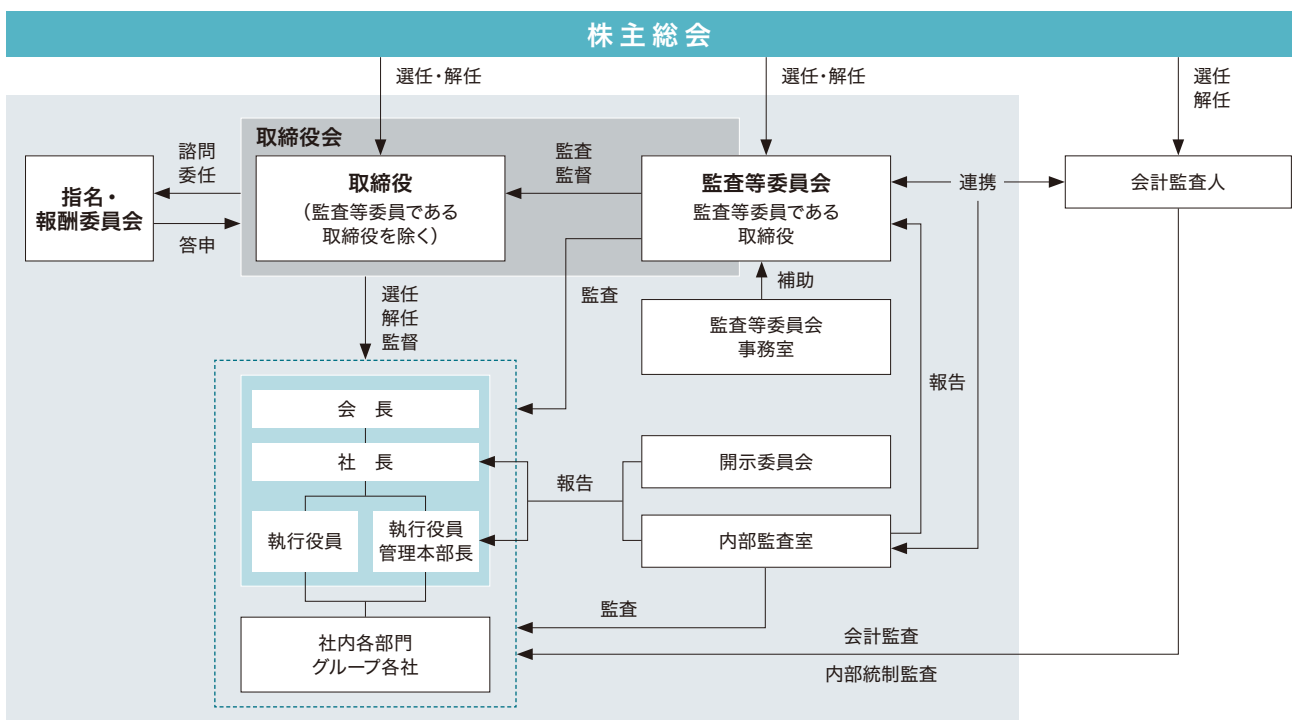 株主総会
選任・解任
選任・解任
選任
解任
取締役会
諮問
委任
指名・
報酬委員会
答申
取締役
（監査等委員である
取締役を除く）
監査
監督
監査等委員会
監査等委員である
取締役
連携
会計監査人
選任
解任
監督
監査
補助
監査等委員会
事務室
報告
会　長
社　長
執行役員
執行役員
管理本部長
報告
開示委員会
内部監査室
監査
社内各部門
グループ各社
会計監査
内部統制監査